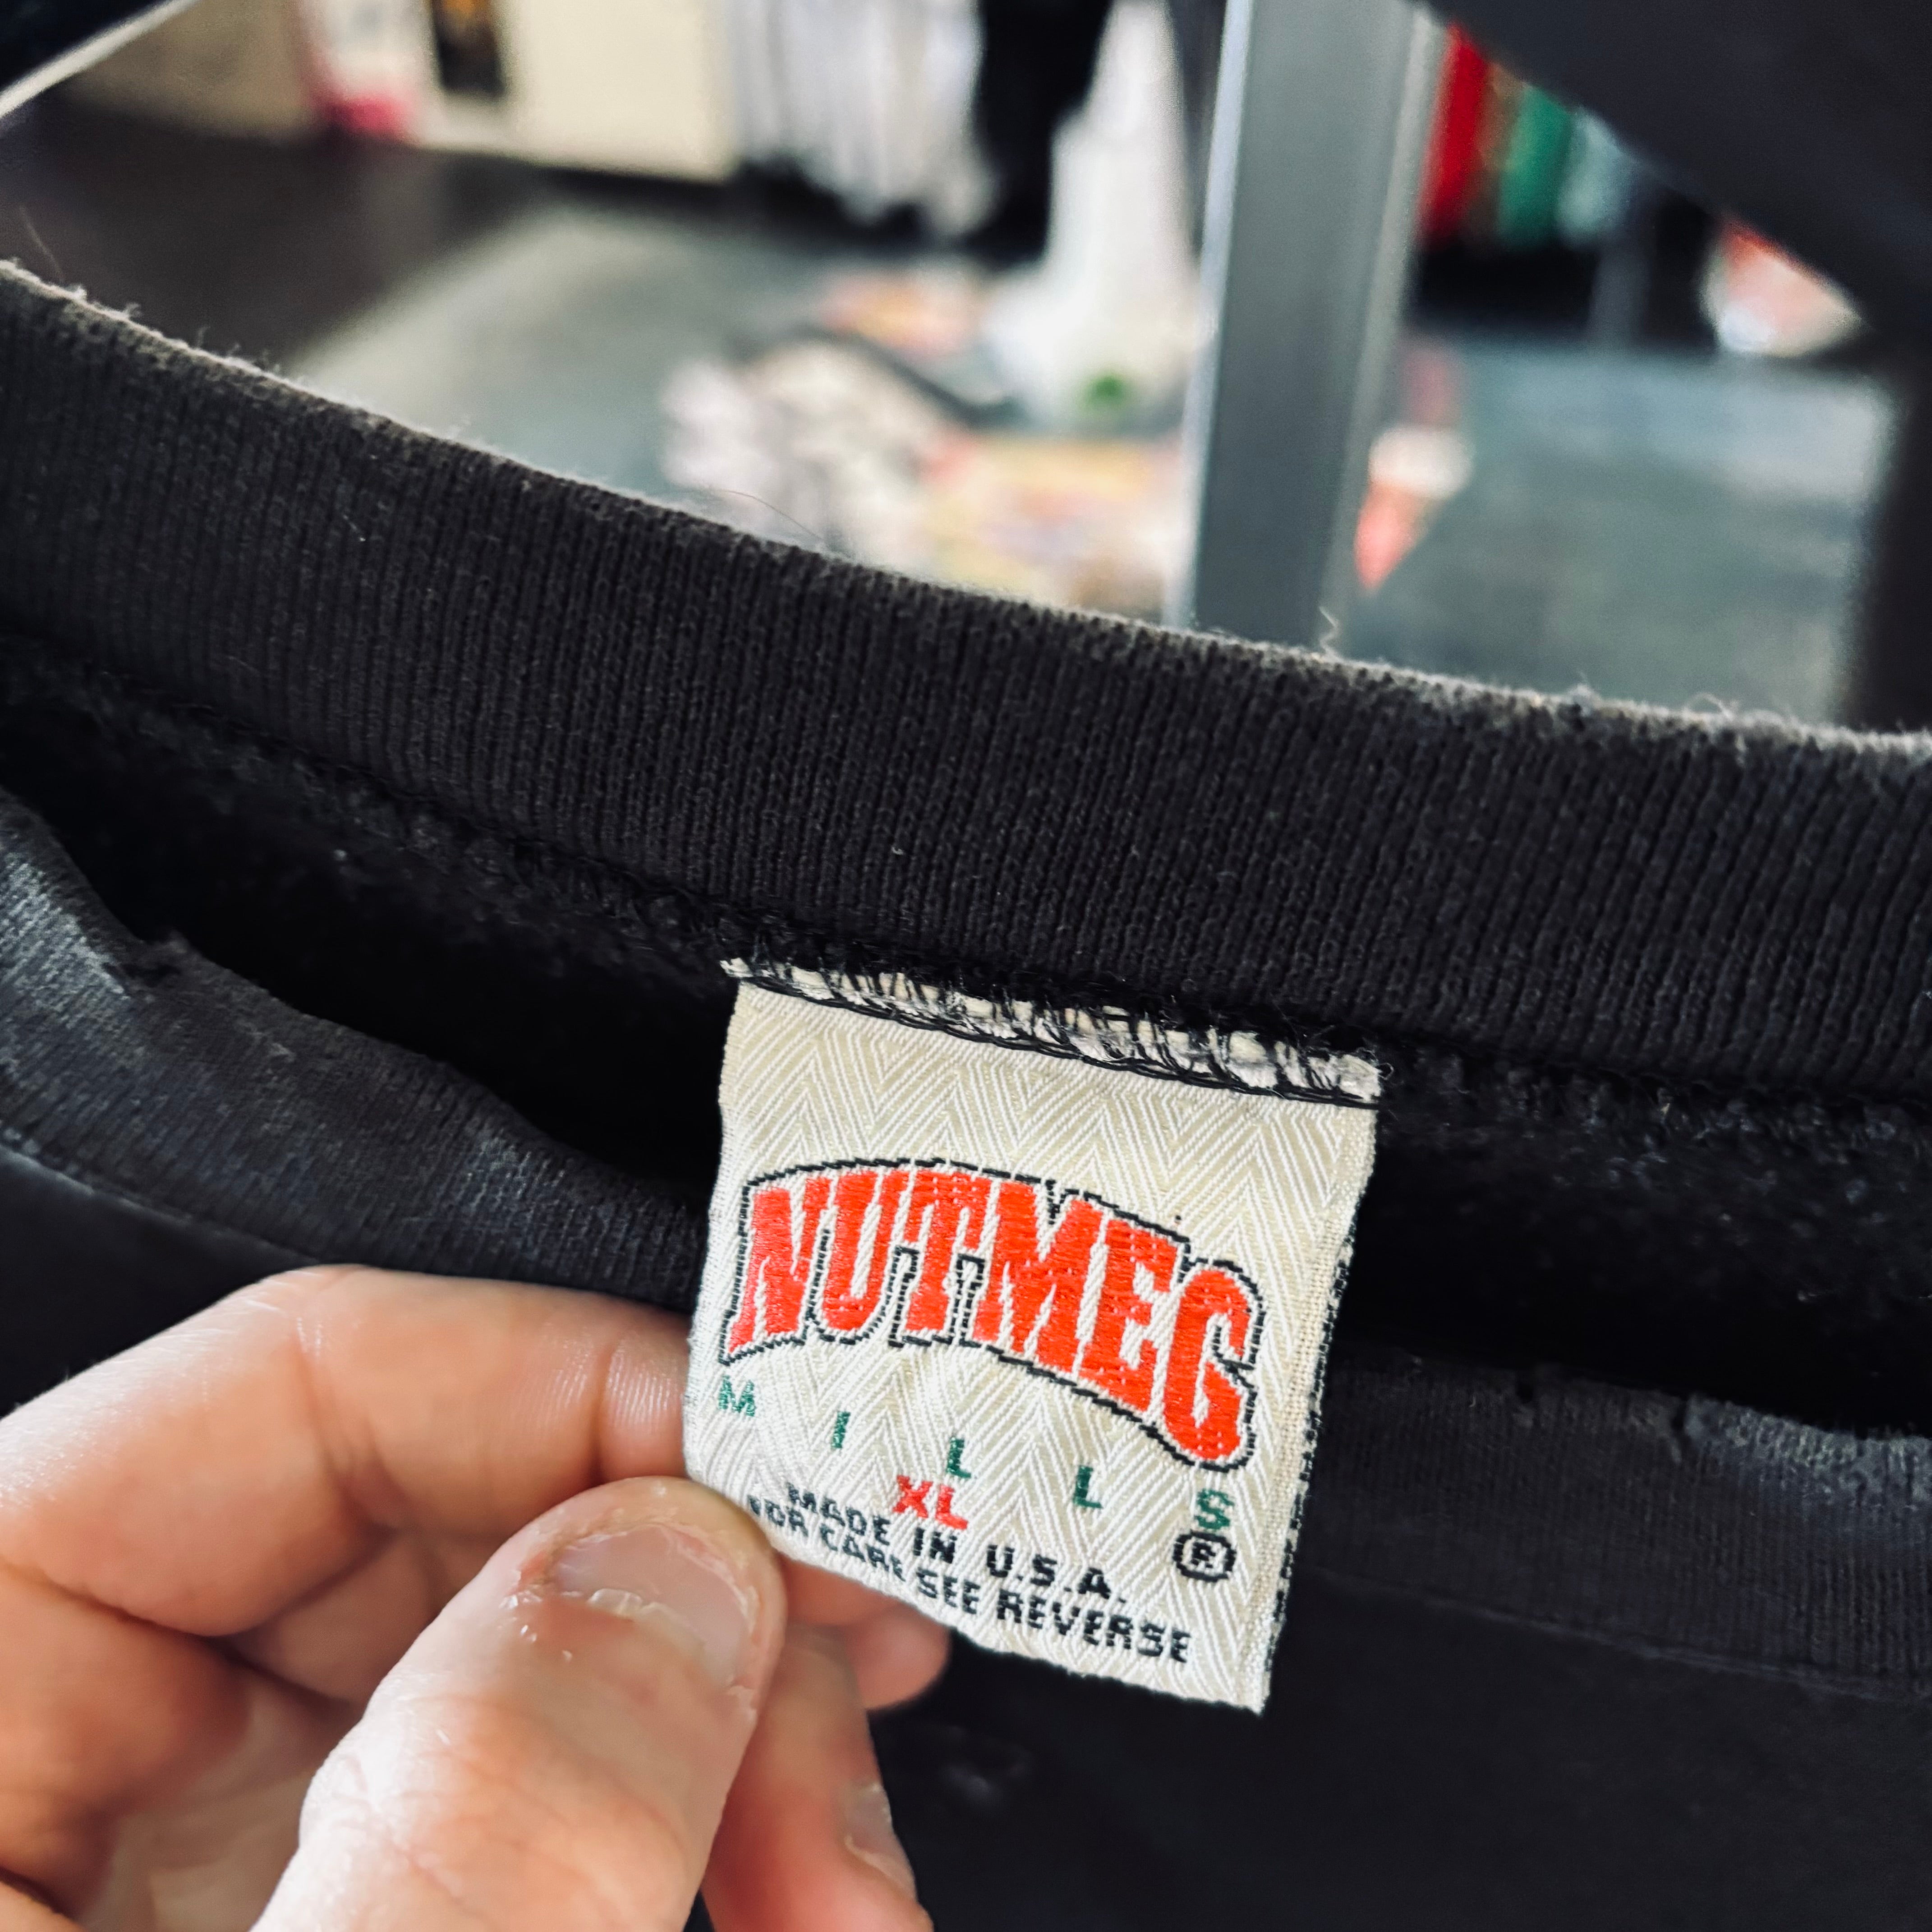 NUTMEG
MILLS
XL
MADE IN U.S.A. ®
FOR CARE SEE REVERSE